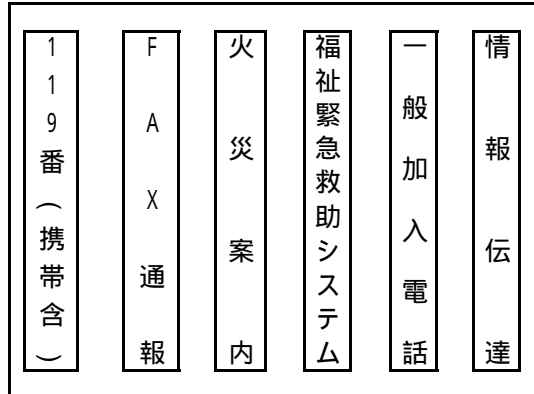 情報伝達
一般加入電話
福祉緊急救助システム
火災案内
FAX通報
119番(携帯含)